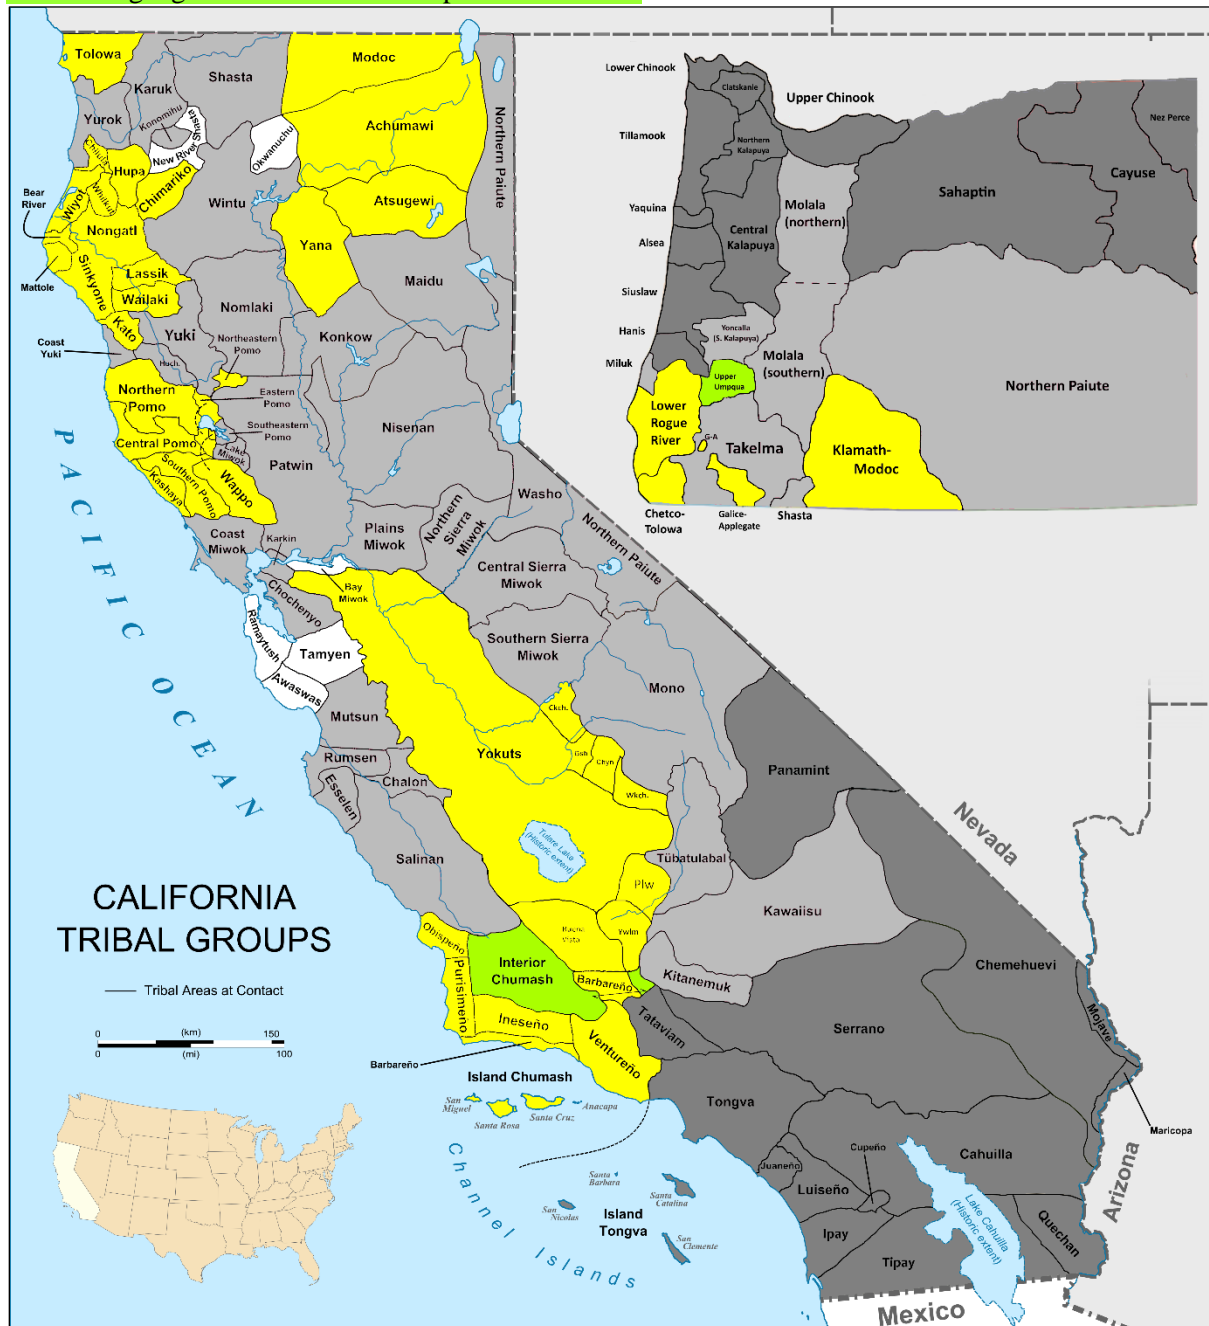 Tolowa
Karuk
Shasta
Modoc
Yurok
Konomihu
New River Shasta
Okwanuchu
Achumawi
Northern Paiute
Chilula
Hupa
Chimariko
Whilkut
Wiyot
Bear
River
Nongatl
Wintu
Atsugewi
Yana
Mattole
Sinkyone
Lassik
Wailaki
Maidu
Nomlaki
Kato
Yuki
Konkow
Coast
Yuki
Huch.
Northeastern
Pomo
Northern
Pomo
Eastern
Pomo
Southeastern
Pomo
Nisenan
Central Pomo
Lake
Miwok
Patwin
Southern Pomo
Kashaya
Wappo
Washo
Coast
Miwok
Karkin
Plains
Miwok
Northern
Sierra
Miwok
Northern Paiute
Central Sierra
Miwok
Bay
Miwok
Chochenyo
Ramaytush
Tamyen
Southern Sierra
Miwok
Awaswas
Mono
Mutsun
Ckch.
Rumsen
Yokuts
Gsh
Chyn
Wkch.
Chalon
Esselen
Panamint
Salinan
Tulare Lake
(Historic extent)
Tübatulabal
Plw
Kawaiisu
Obispeño
Buena
Vista
Ywlm
Interior
Chumash
Barbareño
Kitanemuk
Chemehuevi
Purisimeño
Ineseño
Ventureño
Tataviam
Serrano
Mojave
Barbareño
Island Chumash
San
Miguel
Santa Rosa
Santa Cruz
Anacapa
Tongva
Maricopa
Juaneño
Cupeño
Cahuilla
Luiseño
Santa
Barbara
San
Nicolas
Santa
Catalina
Island
Tongva
San
Clemente
Ipay
Tipay
Lake Cahuilla
(Historic extent)
Quechan
PACIFIC OCEAN
Channel Islands
Nevada
Arizona
Mexico
CALIFORNIA
TRIBAL GROUPS
Tribal Areas at Contact
0 (km) 150
0 (mi) 100
Lower Chinook
Clatskanie
Upper Chinook
Nez Perce
Tillamook
Northern
Kalapuya
Cayuse
Sahaptin
Yaquina
Molala
(northern)
Alsea
Central
Kalapuya
Siuslaw
Hanis
Yoncalla
(S. Kalapuya)
Miluk
Molala
(southern)
Upper
Umpqua
Northern Paiute
Lower
Rogue
River
G-A
Takelma
Klamath-
Modoc
Chetco-
Tolowa
Galice-
Applegate
Shasta